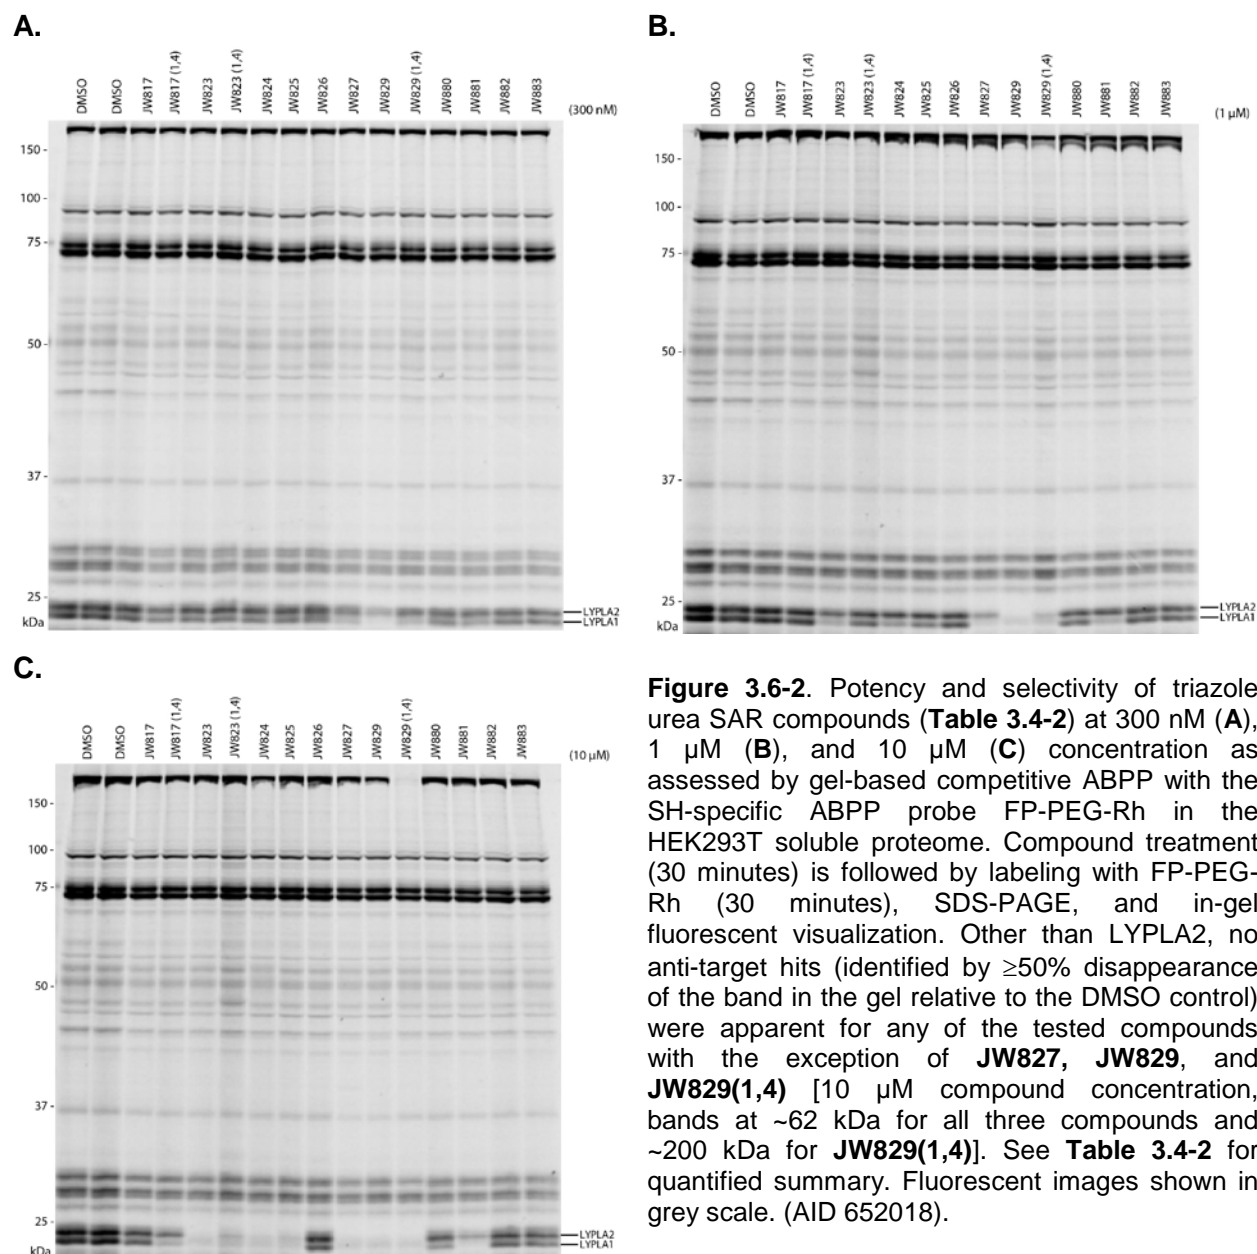 A.
DMSO
DMSO
JW817
JW817 (1,4)
JW823
JW823 (1,4)
JW824
JW825
JW826
JW827
JW829
JW829 (1,4)
JW880
JW881
JW882
JW883
(300 nM)
150 -
100 -
75 -
50 -
37 -
25 -
kDa
LYPLA2
LYPLA1
B.
DMSO
DMSO
JW817
JW817 (1,4)
JW823
JW823 (1,4)
JW824
JW825
JW826
JW827
JW829
JW829 (1,4)
JW880
JW881
JW882
JW883
(1 µM)
150 -
100 -
75 -
50 -
37 -
25 -
kDa
LYPLA2
LYPLA1
C.
DMSO
DMSO
JW817
JW817 (1,4)
JW823
JW823 (1,4)
JW824
JW825
JW826
JW827
JW829
JW829 (1,4)
JW880
JW881
JW882
JW883
(10 µM)
150 -
100 -
75 -
50 -
37 -
25 -
kDa
LYPLA2
LYPLA1
Figure 3.6-2. Potency and selectivity of triazole
urea SAR compounds (Table 3.4-2) at 300 nM (A),
1 µM (B), and 10 µM (C) concentration as
assessed by gel-based competitive ABPP with the
SH-specific ABPP probe FP-PEG-Rh in the
HEK293T soluble proteome. Compound treatment
(30 minutes) is followed by labeling with FP-PEG-
Rh (30 minutes), SDS-PAGE, and in-gel
fluorescent visualization. Other than LYPLA2, no
anti-target hits (identified by ≥50% disappearance
of the band in the gel relative to the DMSO control)
were apparent for any of the tested compounds
with the exception of JW827, JW829, and
JW829(1,4) [10 µM compound concentration,
bands at ~62 kDa for all three compounds and
~200 kDa for JW829(1,4)]. See Table 3.4-2 for
quantified summary. Fluorescent images shown in
grey scale. (AID 652018).